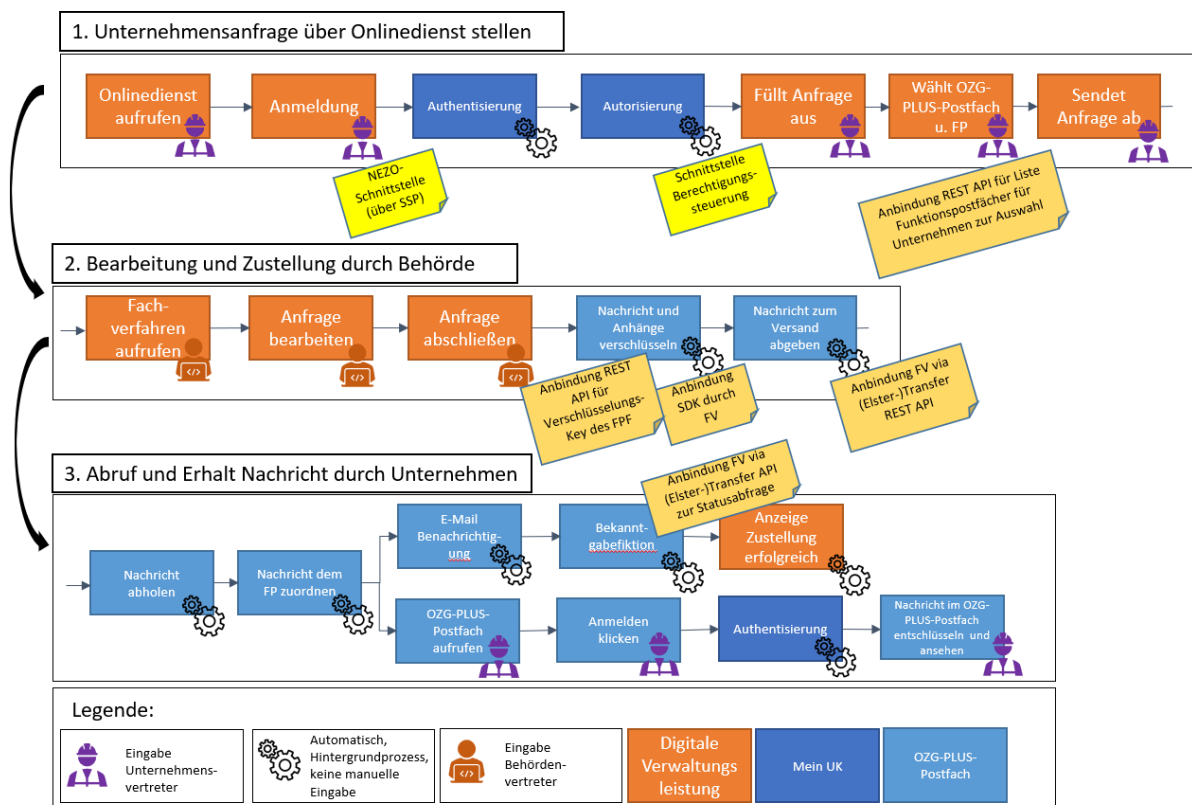 1. Unternehmensanfrage über Onlinedienst stellen
Onlinedienst
aufrufen
Anmeldung
Authentisierung
Autorisierung
Füllt Anfrage
aus
Wählt OZG-
PLUS-Postfach
u. FP
Sendet
Anfrage ab
NEZO-
Schnittstelle
(über SSP)
Schnittstelle
Berechtigungs-
steuerung
Anbindung REST API für Liste
Funktionspostfächer für
Unternehmen zur Auswahl
2. Bearbeitung und Zustellung durch Behörde
Fach-
verfahren
aufrufen
Anfrage
bearbeiten
Anfrage
abschließen
Nachricht und
Anhänge
verschlüsseln
Nachricht zum
Versand
abgeben
Anbindung REST
API für
Verschlüsselungs-
Key des FPF
Anbindung
SDK durch
FV
Anbindung FV via
(Elster-)Transfer
REST API
3. Abruf und Erhalt Nachricht durch Unternehmen
Anbindung FV via
(Elster-)Transfer API
zur Statusabfrage
Nachricht
abholen
Nachricht dem
FP zuordnen
E-Mail
Benachrichtig-
ung
Bekannt-
gabefiktion
Anzeige
Zustellung
erfolgreich
OZG-PLUS-
Postfach
aufrufen
Anmelden
klicken
Authentisierung
Nachricht im OZG-
PLUS-Postfach
entschlüsseln und
ansehen
Legende:
Eingabe
Unternehmens-
vertreter
Automatisch,
Hintergrundprozess,
keine manuelle
Eingabe
Eingabe
Behörden-
vertreter
Digitale
Verwaltungs
leistung
Mein UK
OZG-PLUS-
Postfach